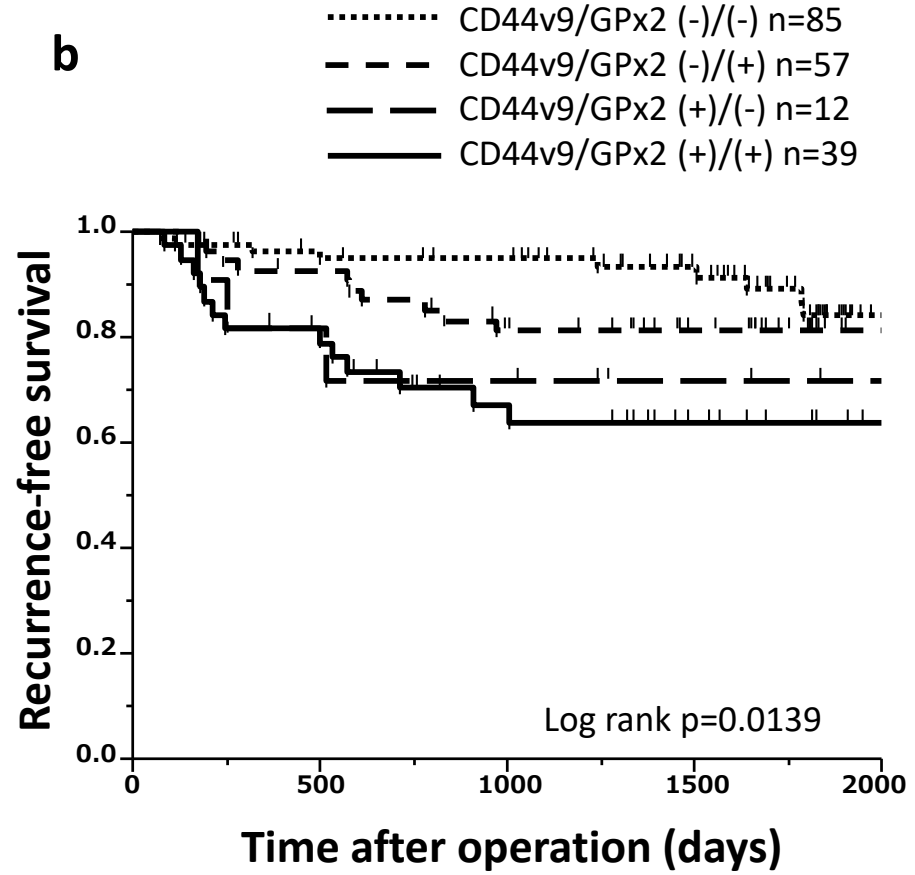 b
CD44v9/GPx2 (-)/(-) n=85
CD44v9/GPx2 (-)/(+) n=57
CD44v9/GPx2 (+)/(-) n=12
CD44v9/GPx2 (+)/(+) n=39
Recurrence-free survival
1.0
0.8
0.6
0.4
0.2
0.0
Log rank p=0.0139
0 500 1000 1500 2000
Time after operation (days)